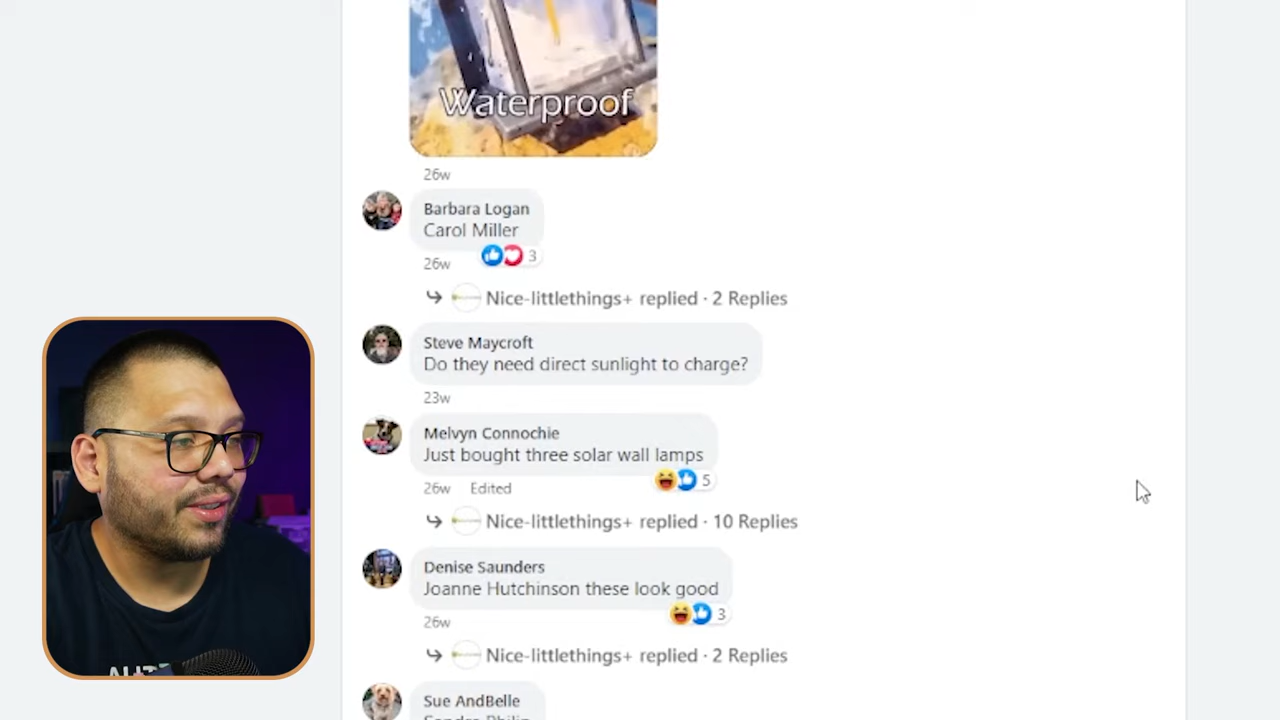 Waterproof
26w
Barbara Logan
Carol Miller
26w
3
Nice-littlethings+ replied · 2 Replies
Steve Maycroft
Do they need direct sunlight to charge?
23w
Melvyn Connochie
Just bought three solar wall lamps
26w Edited
5
Nice-littlethings+ replied · 10 Replies
Denise Saunders
Joanne Hutchinson these look good
26w
3
Nice-littlethings+ replied · 2 Replies
Sue AndBelle